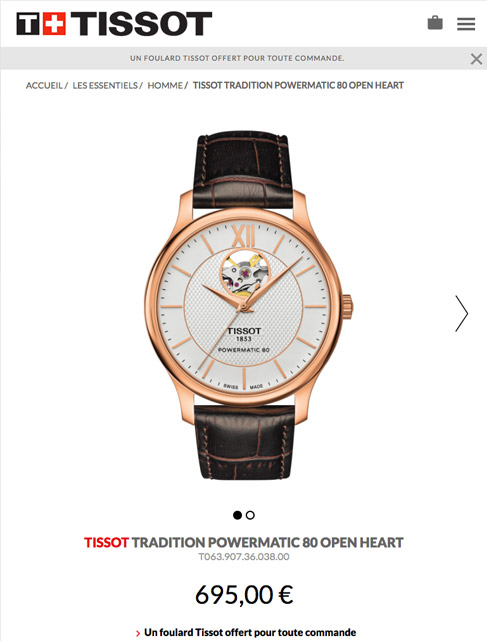 T+TISSOT
UN FOULARD TISSOT OFFERT POUR TOUTE COMMANDE.
ACCUEIL / LES ESSENTIELS / HOMME / TISSOT TRADITION POWERMATIC 80 OPEN HEART
XII
TISSOT
1853
POWERMATIC 80
SWISS MADE
TISSOT TRADITION POWERMATIC 80 OPEN HEART
T063.907.36.038.00
695,00 €
› Un foulard Tissot offert pour toute commande